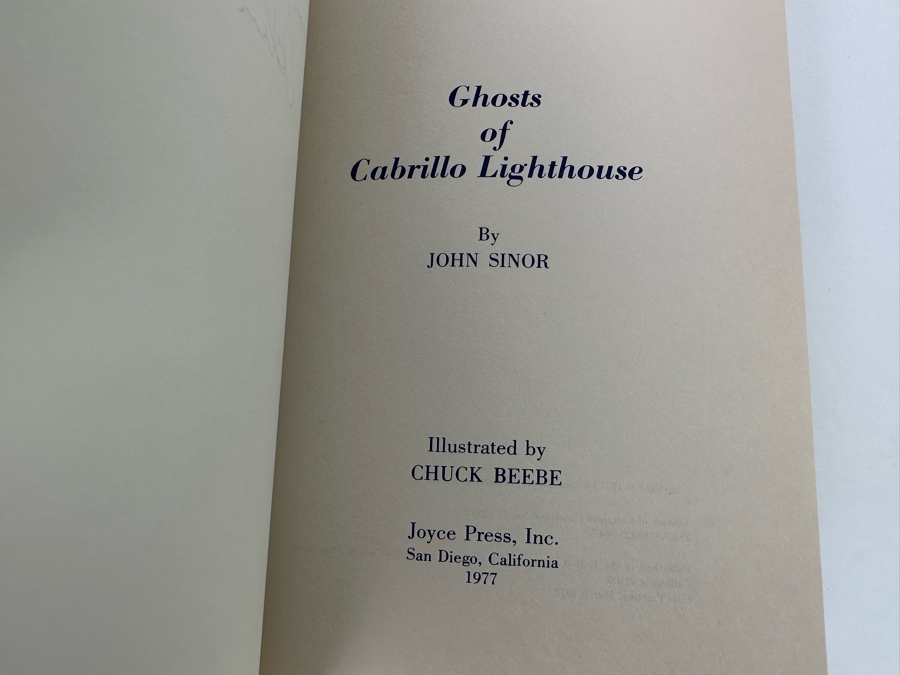 Ghosts
of
Cabrillo Lighthouse
By
JOHN SINOR
Illustrated by
CHUCK BEEBE
Joyce Press, Inc.
San Diego, California
1977